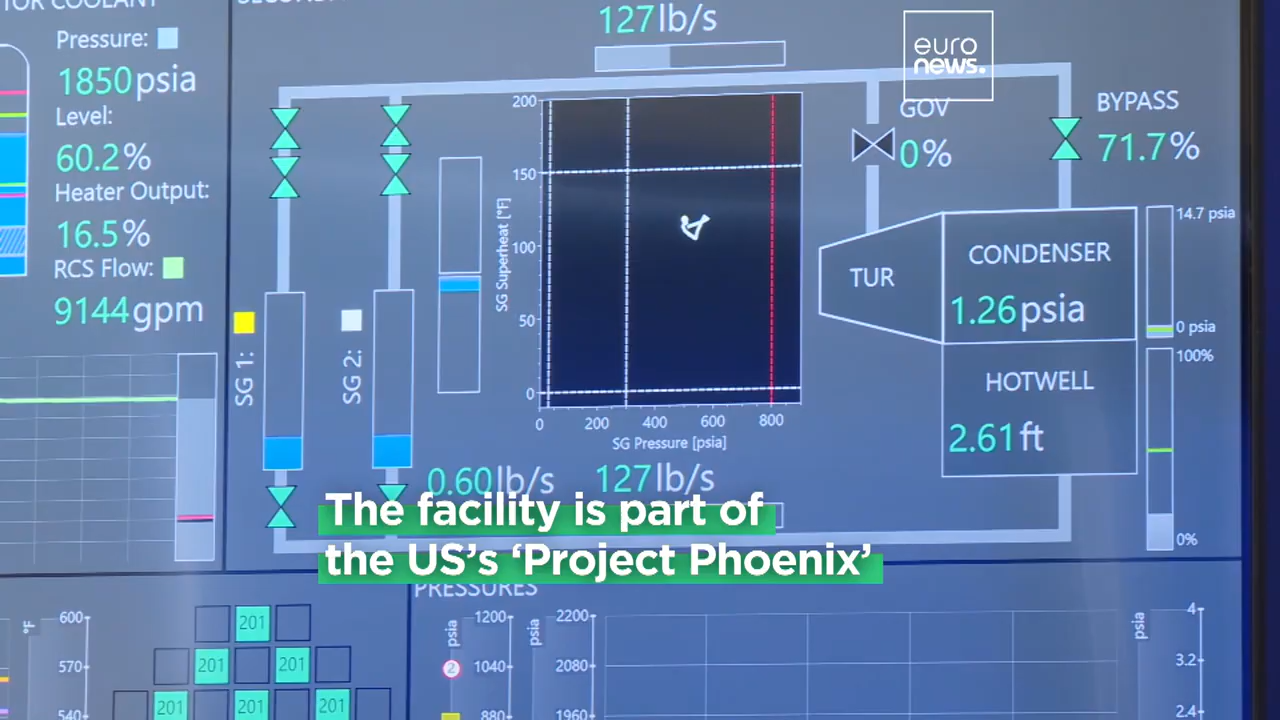 TOR COOLANT
Pressure:
1850psia
Level:
60.2%
Heater Output:
16.5%
RCS Flow:
9144gpm
127lb/s
euro
news.
GOV
0%
BYPASS
71.7%
200
150
100
50
0
SG Superheat [°F]
0
200
400
600
800
SG Pressure [psia]
SG 1:
SG 2:
TUR
CONDENSER
1.26psia
HOTWELL
2.61ft
14.7 psia
0 psia
100%
0%
0.60lb/s
127lb/s
The facility is part of
the US's 'Project Phoenix'
PRESSURES
°F
600
570
540
201
201
201
201
201
201
psia
1200
1040
880
2
psia
2200
2080
1960
psia
4
3.2
2.4